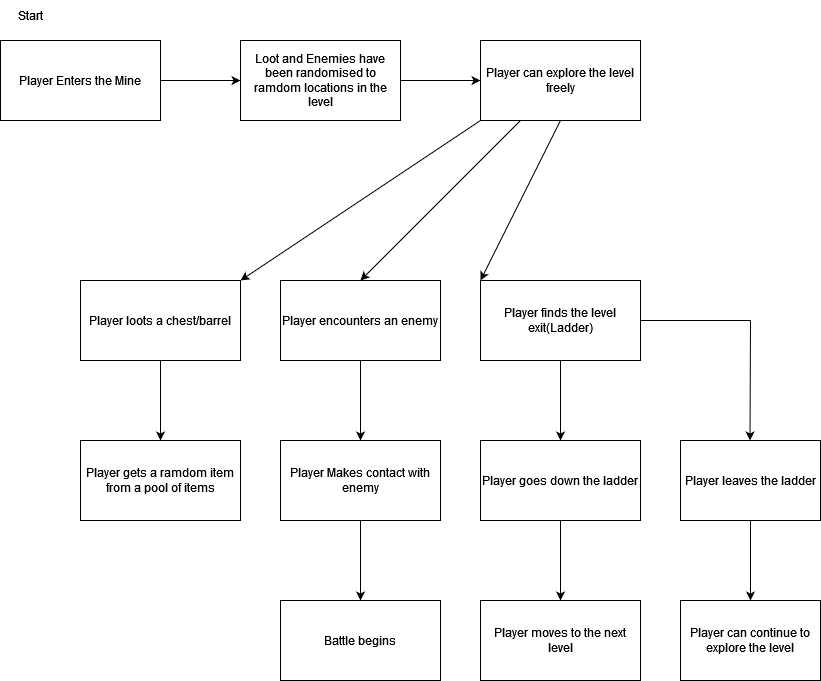 Start
Player Enters the Mine
Loot and Enemies have
been randomised to
ramdom locations in the
level
Player can explore the level
freely
Player loots a chest/barrel
Player encounters an enemy
Player finds the level
exit(Ladder)
Player gets a ramdom item
from a pool of items
Player Makes contact with
enemy
Player goes down the ladder
Player leaves the ladder
Battle begins
Player moves to the next
level
Player can continue to
explore the level